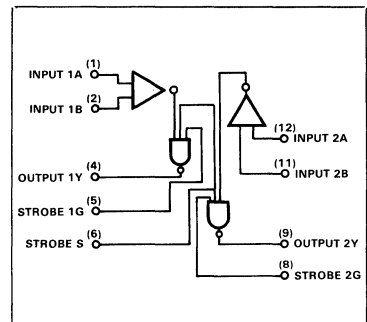 (1)
INPUT 1A
(2)
INPUT 1B
(12)
INPUT 2A
(11)
INPUT 2B
(4)
OUTPUT 1Y
(5)
STROBE 1G
(6)
STROBE S
(9)
OUTPUT 2Y
(8)
STROBE 2G